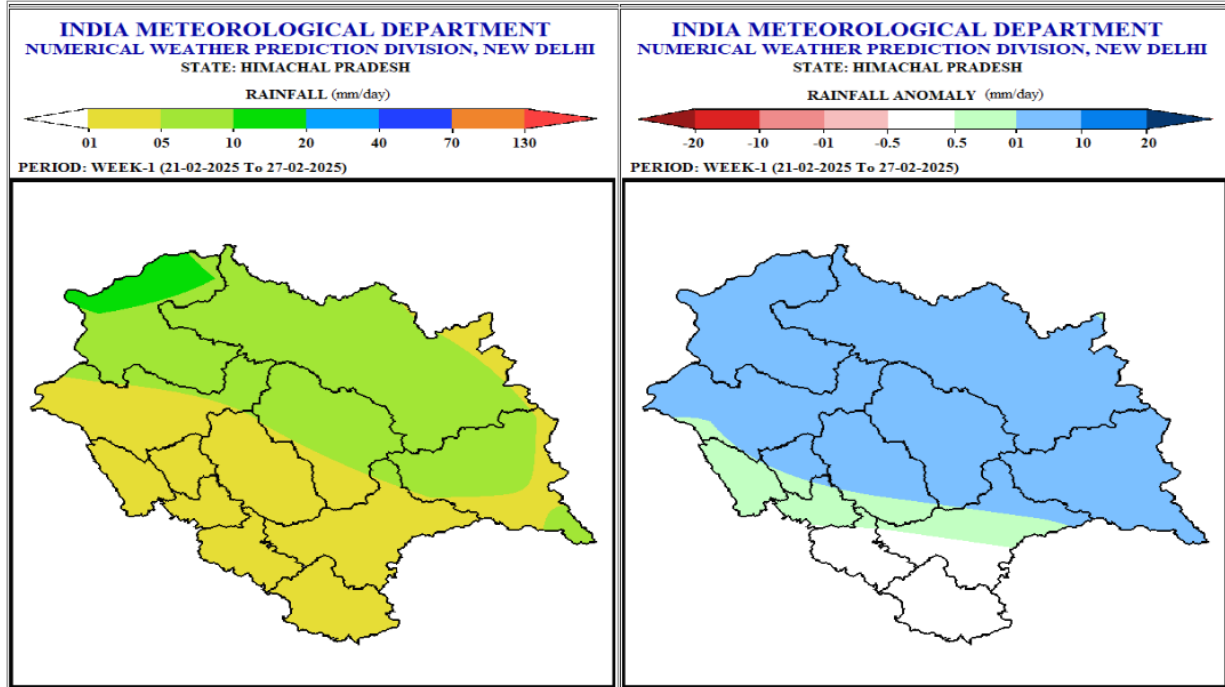 INDIA METEOROLOGICAL DEPARTMENT
NUMERICAL WEATHER PREDICTION DIVISION, NEW DELHI
STATE: HIMACHAL PRADESH
RAINFALL (mm/day)
01 05 10 20 40 70 130
PERIOD: WEEK-1 (21-02-2025 To 27-02-2025)
INDIA METEOROLOGICAL DEPARTMENT
NUMERICAL WEATHER PREDICTION DIVISION, NEW DELHI
STATE: HIMACHAL PRADESH
RAINFALL ANOMALY (mm/day)
-20 -10 -01 -0.5 0.5 01 10 20
PERIOD: WEEK-1 (21-02-2025 To 27-02-2025)